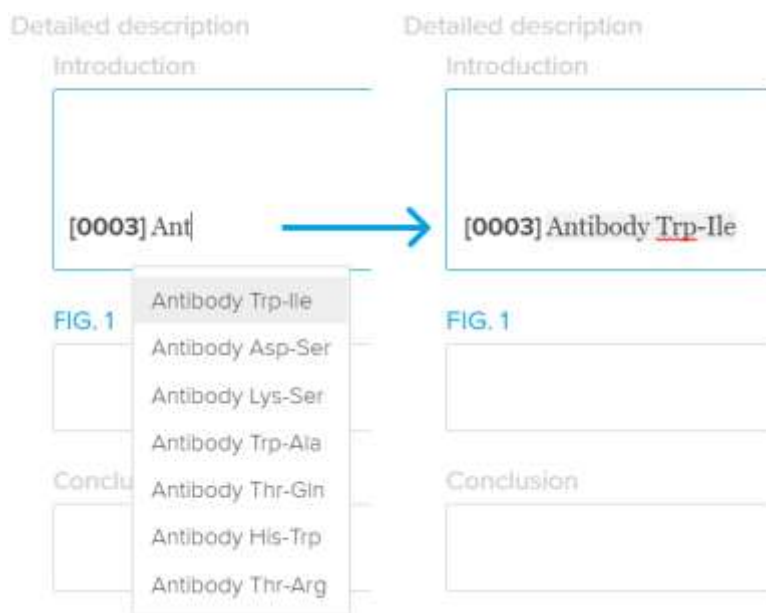 Detailed description
Introduction
[0003] Ant
Antibody Trp-Ile
Antibody Asp-Ser
Antibody Lys-Ser
Antibody Trp-Ala
Antibody Thr-Gln
Antibody His-Trp
Antibody Thr-Arg
FIG. 1
Conclu
Detailed description
Introduction
[0003] Antibody Trp-Ile
FIG. 1
Conclusion